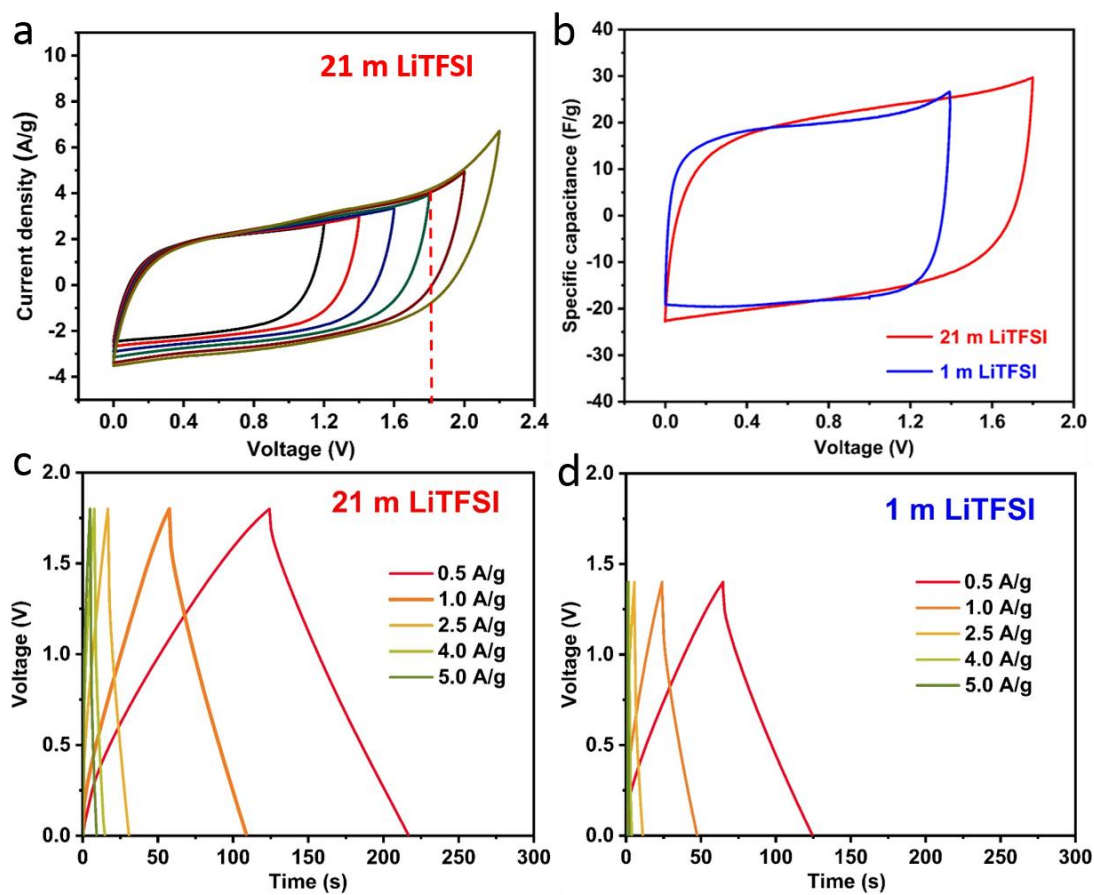 a
21 m LiTFSI
Current density (A/g)
10
8
6
4
2
0
-2
-4
0.0 0.4 0.8 1.2 1.6 2.0 2.4
Voltage (V)
b
Specific capacitance (F/g)
40
30
20
10
0
-10
-20
-30
-40
21 m LiTFSI
1 m LiTFSI
0.0 0.4 0.8 1.2 1.6 2.0
Voltage (V)
c
21 m LiTFSI
Voltage (V)
2.0
1.5
1.0
0.5
0.0
0.5 A/g
1.0 A/g
2.5 A/g
4.0 A/g
5.0 A/g
0 50 100 150 200 250 300
Time (s)
d
1 m LiTFSI
Voltage (V)
2.0
1.5
1.0
0.5
0.0
0.5 A/g
1.0 A/g
2.5 A/g
4.0 A/g
5.0 A/g
0 50 100 150 200 250 300
Time (s)